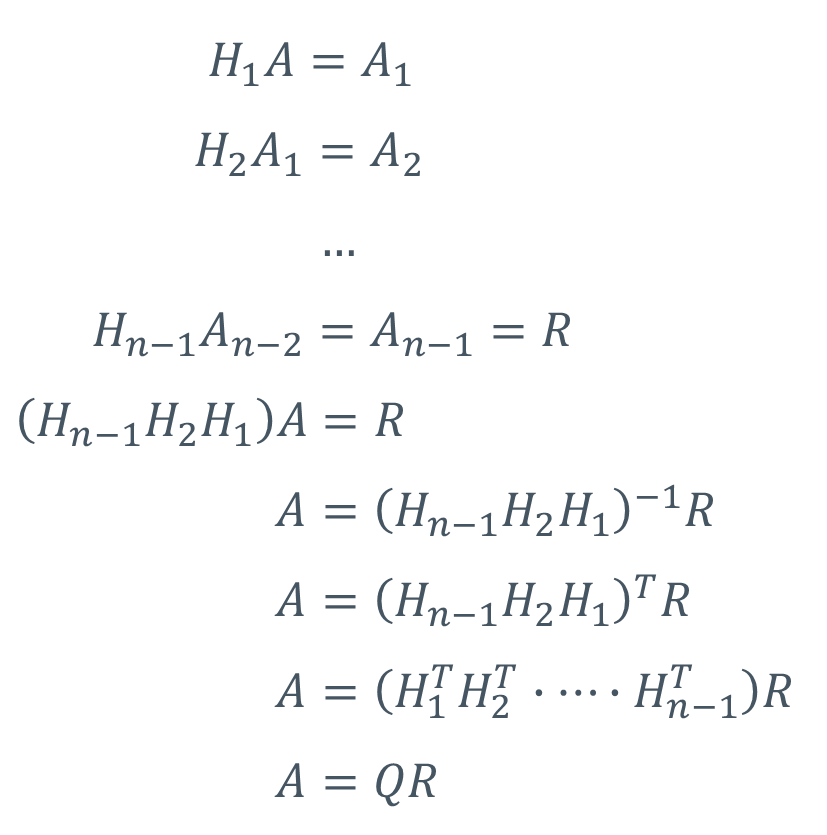 H₁A = A₁
H₂A₁ = A₂
...
Hₙ₋₁Aₙ₋₂ = Aₙ₋₁ = R
(Hₙ₋₁H₂H₁)A = R
A = (Hₙ₋₁H₂H₁)⁻¹R
A = (Hₙ₋₁H₂H₁)ᵀR
A = (H₁ᵀH₂ᵀ · ⋯ · Hₙ₋₁ᵀ)R
A = QR